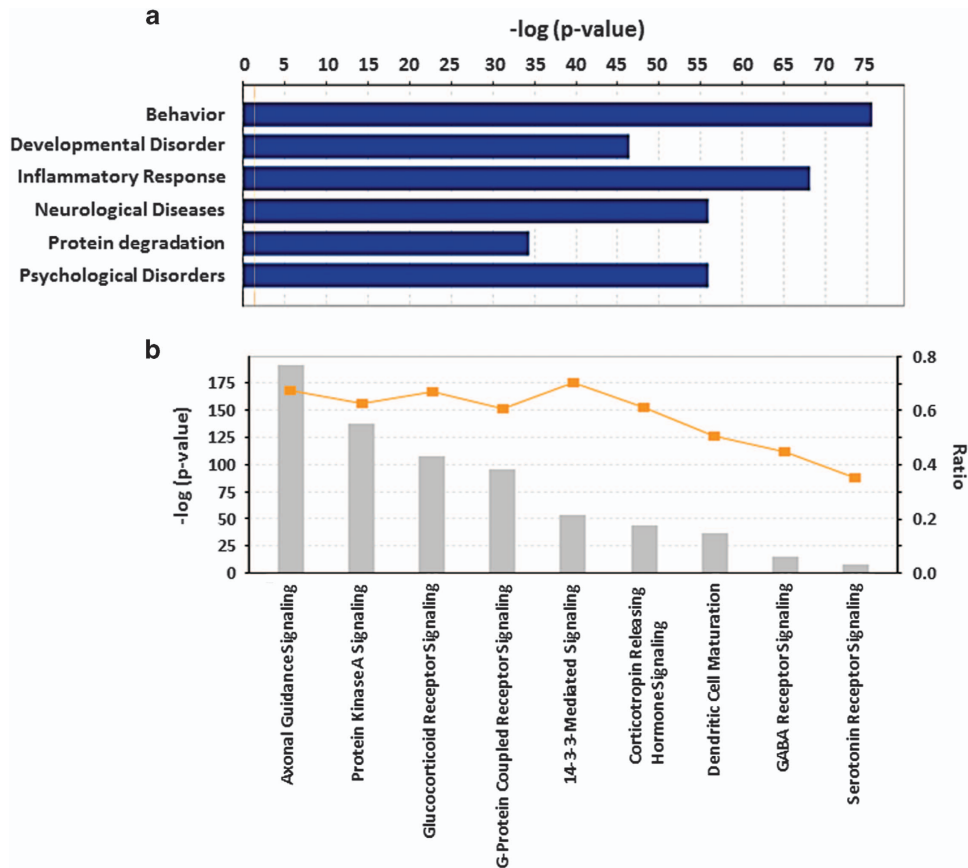 a
-log (p-value)
0 5 10 15 20 25 30 35 40 45 50 55 60 65 70 75
Behavior
Developmental Disorder
Inflammatory Response
Neurological Diseases
Protein degradation
Psychological Disorders
b
-log (p-value)
175
150
125
100
75
50
25
0
0.8
0.6
0.4
0.2
0.0
Ratio
Axonal Guidance Signaling
Protein Kinase A Signaling
Glucocorticoid Receptor Signaling
G-Protein Coupled Receptor Signaling
14-3-3-Mediated Signaling
Corticotropin Releasing
Hormone Signaling
Dendritic Cell Maturation
GABA Receptor Signaling
Serotonin Receptor Signaling